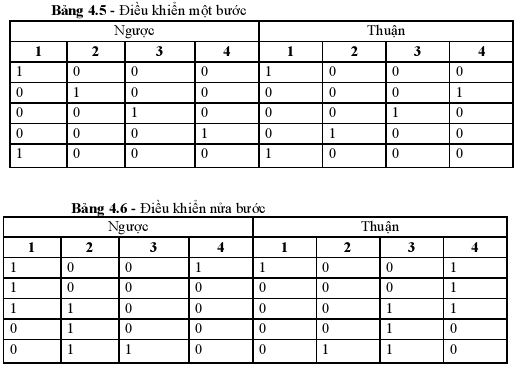 Bảng 4.5 - Điều khiển một bước
Ngược Thuận
1 2 3 4 1 2 3 4
1 0 0 0 1 0 0 0
0 1 0 0 0 0 0 1
0 0 1 0 0 0 1 0
0 0 0 1 0 1 0 0
1 0 0 0 1 0 0 0
Bảng 4.6 - Điều khiển nửa bước
Ngược Thuận
1 2 3 4 1 2 3 4
1 0 0 1 1 0 0 1
1 0 0 0 0 0 0 1
1 1 0 0 0 0 1 1
0 1 0 0 0 0 1 0
0 1 1 0 0 1 1 0